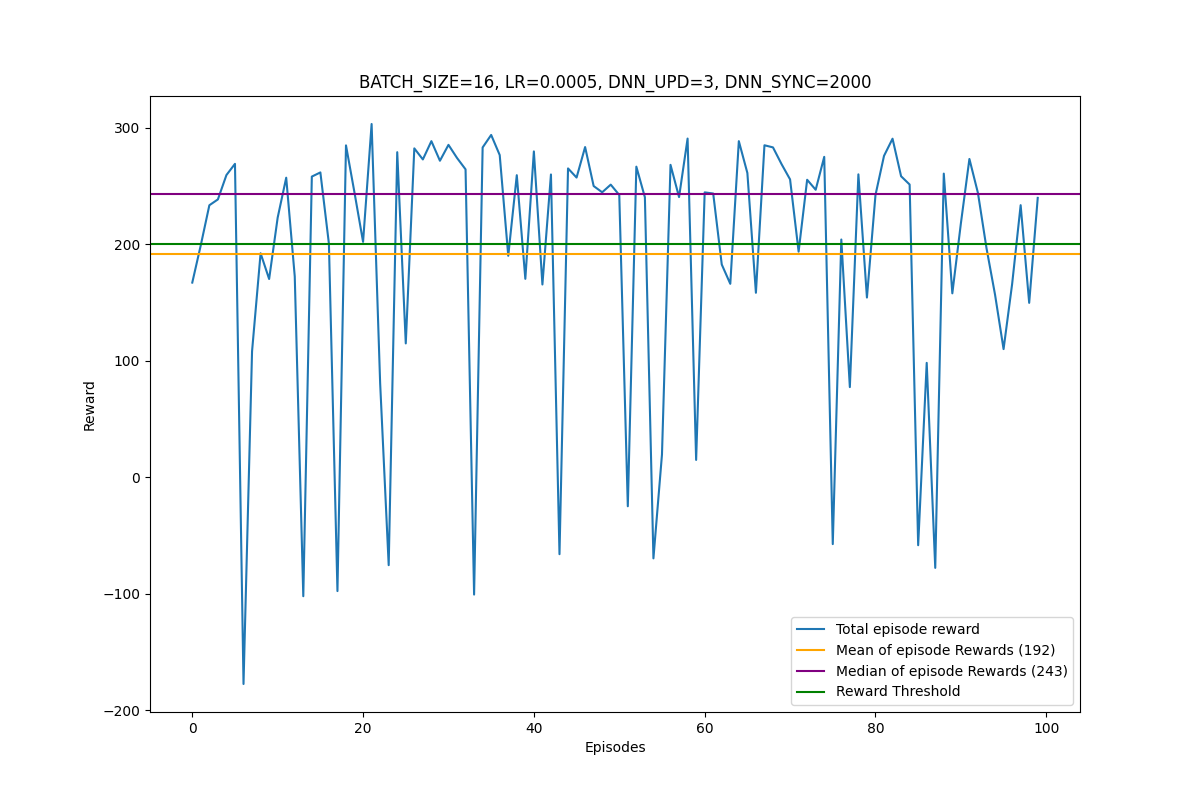 BATCH_SIZE=16, LR=0.0005, DNN_UPD=3, DNN_SYNC=2000
300
200
100
0
−100
−200
Reward
0 20 40 60 80 100
Episodes
Total episode reward
Mean of episode Rewards (192)
Median of episode Rewards (243)
Reward Threshold